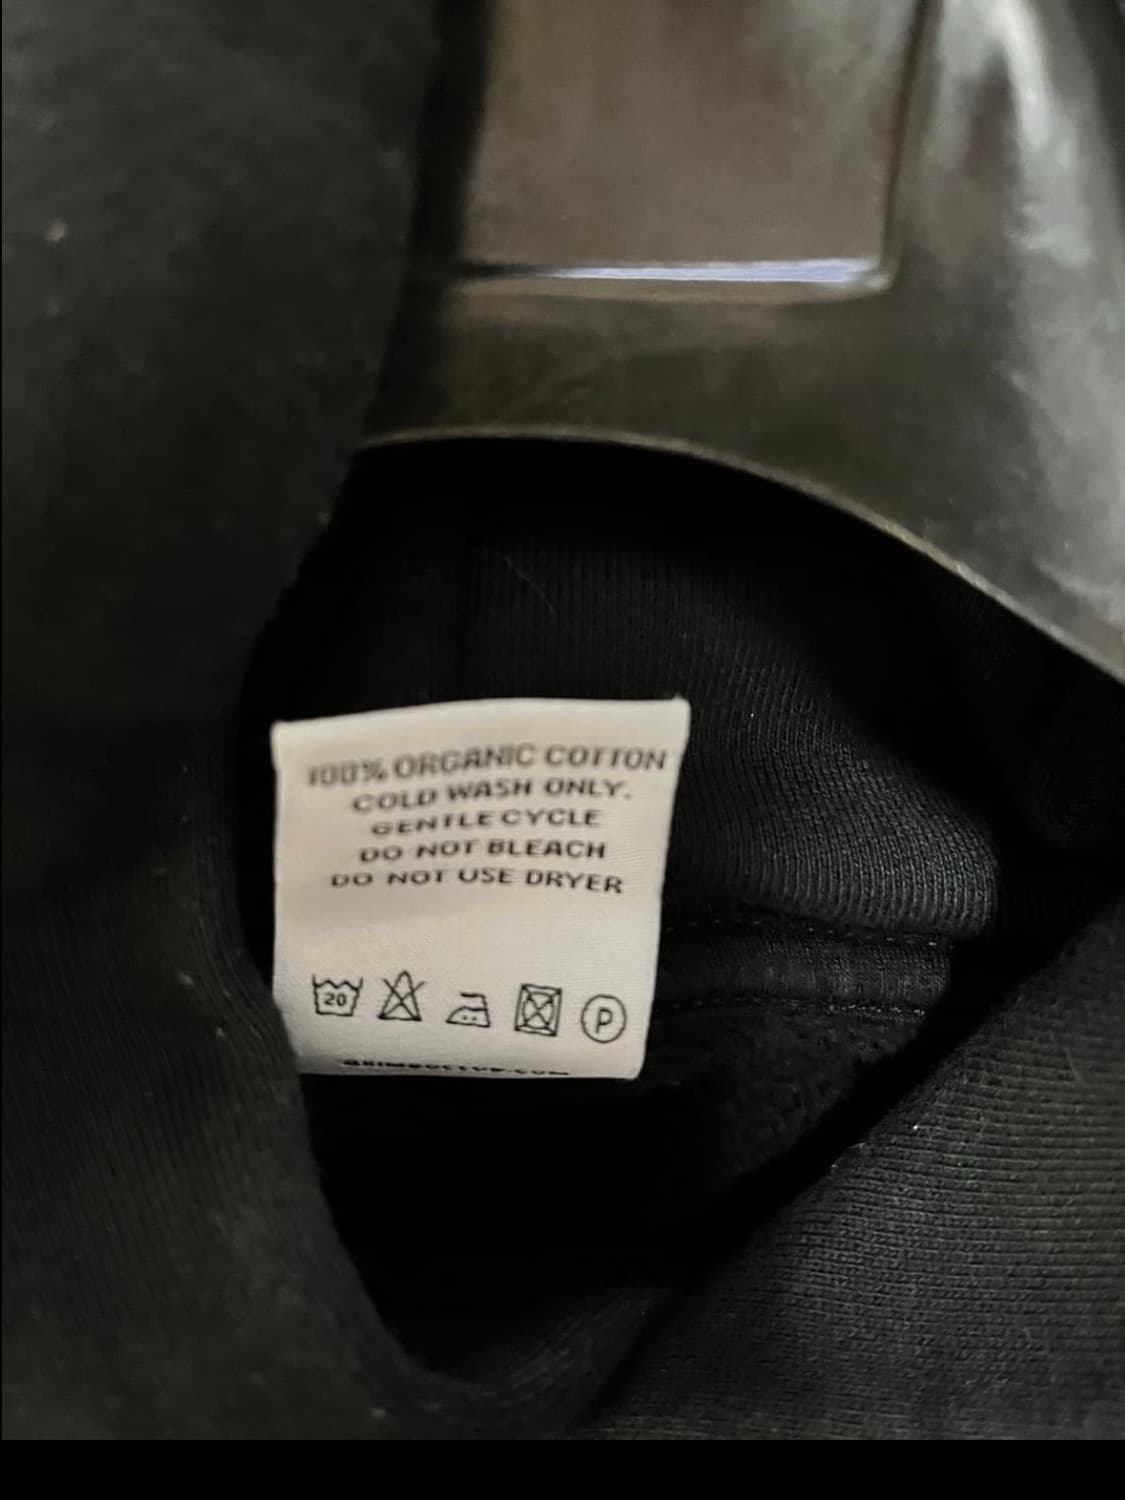 100% ORGANIC COTTON
COLD WASH ONLY.
GENTLE CYCLE
DO NOT BLEACH
DO NOT USE DRYER
20 P